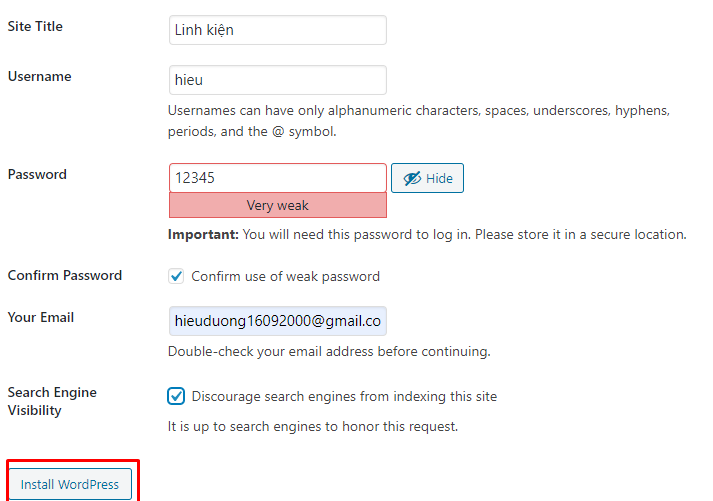 Site Title
Linh kiện
Username
hieu
Usernames can have only alphanumeric characters, spaces, underscores, hyphens,
periods, and the @ symbol.
Password
12345
Hide
Very weak
Important: You will need this password to log in. Please store it in a secure location.
Confirm Password
Confirm use of weak password
Your Email
hieuduong16092000@gmail.co
Double-check your email address before continuing.
Search Engine
Visibility
Discourage search engines from indexing this site
It is up to search engines to honor this request.
Install WordPress